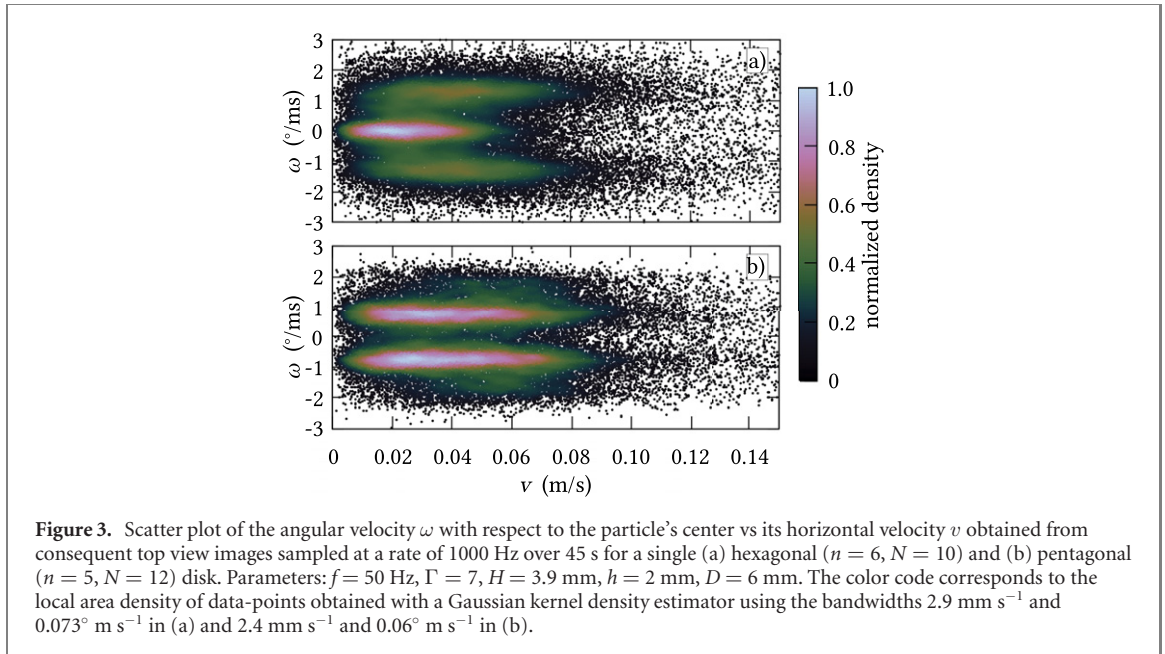 3
2
1
0
-1
-2
-3
ω (°/ms)
a)
3
2
1
0
-1
-2
-3
ω (°/ms)
b)
0 0.02 0.04 0.06 0.08 0.10 0.12 0.14
v (m/s)
1.0
0.8
0.6
0.4
0.2
0
normalized density
Figure 3. Scatter plot of the angular velocity ω with respect to the particle's center vs its horizontal velocity v obtained from
consequent top view images sampled at a rate of 1000 Hz over 45 s for a single (a) hexagonal (n = 6, N = 10) and (b) pentagonal
(n = 5, N = 12) disk. Parameters: f = 50 Hz, Γ = 7, H = 3.9 mm, h = 2 mm, D = 6 mm. The color code corresponds to the
local area density of data-points obtained with a Gaussian kernel density estimator using the bandwidths 2.9 mm s⁻¹ and
0.073° m s⁻¹ in (a) and 2.4 mm s⁻¹ and 0.06° m s⁻¹ in (b).